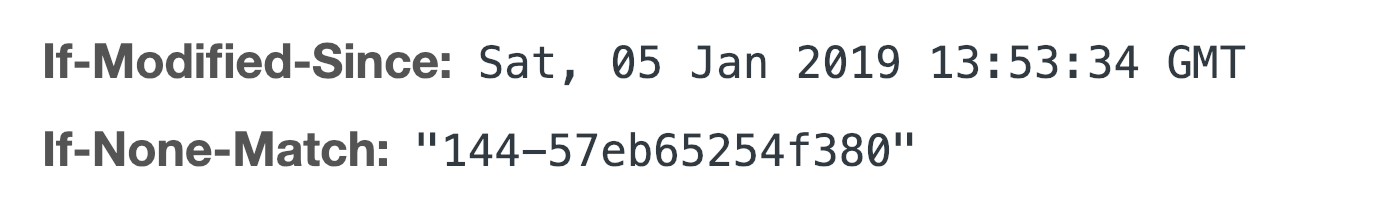 If-Modified-Since: Sat, 05 Jan 2019 13:53:34 GMT
If-None-Match: "144-57eb65254f380"